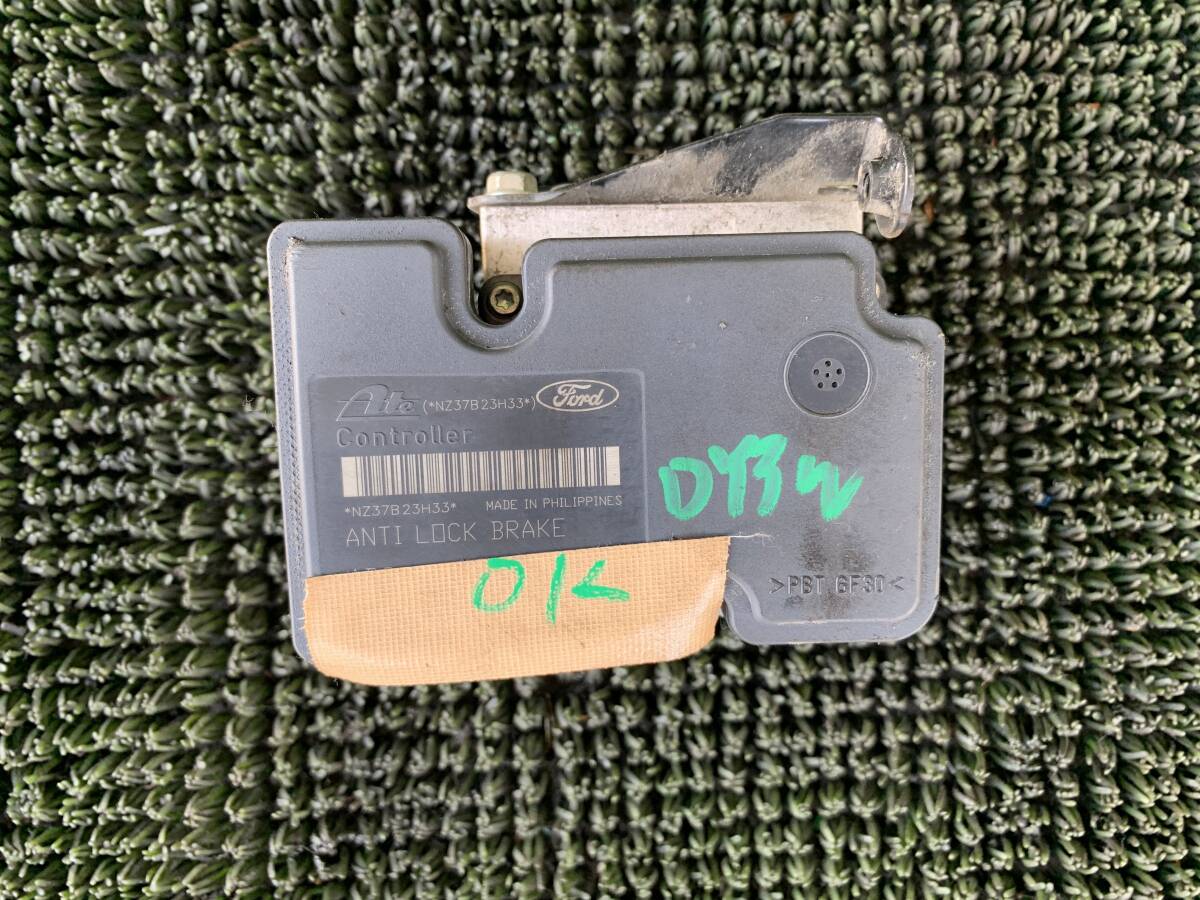 Ate (*NZ37B23H33*) Ford
Controller
*NZ37B23H33* MADE IN PHILIPPINES
ANTI LOCK BRAKE
DY3W
OK
>PBT GF30<